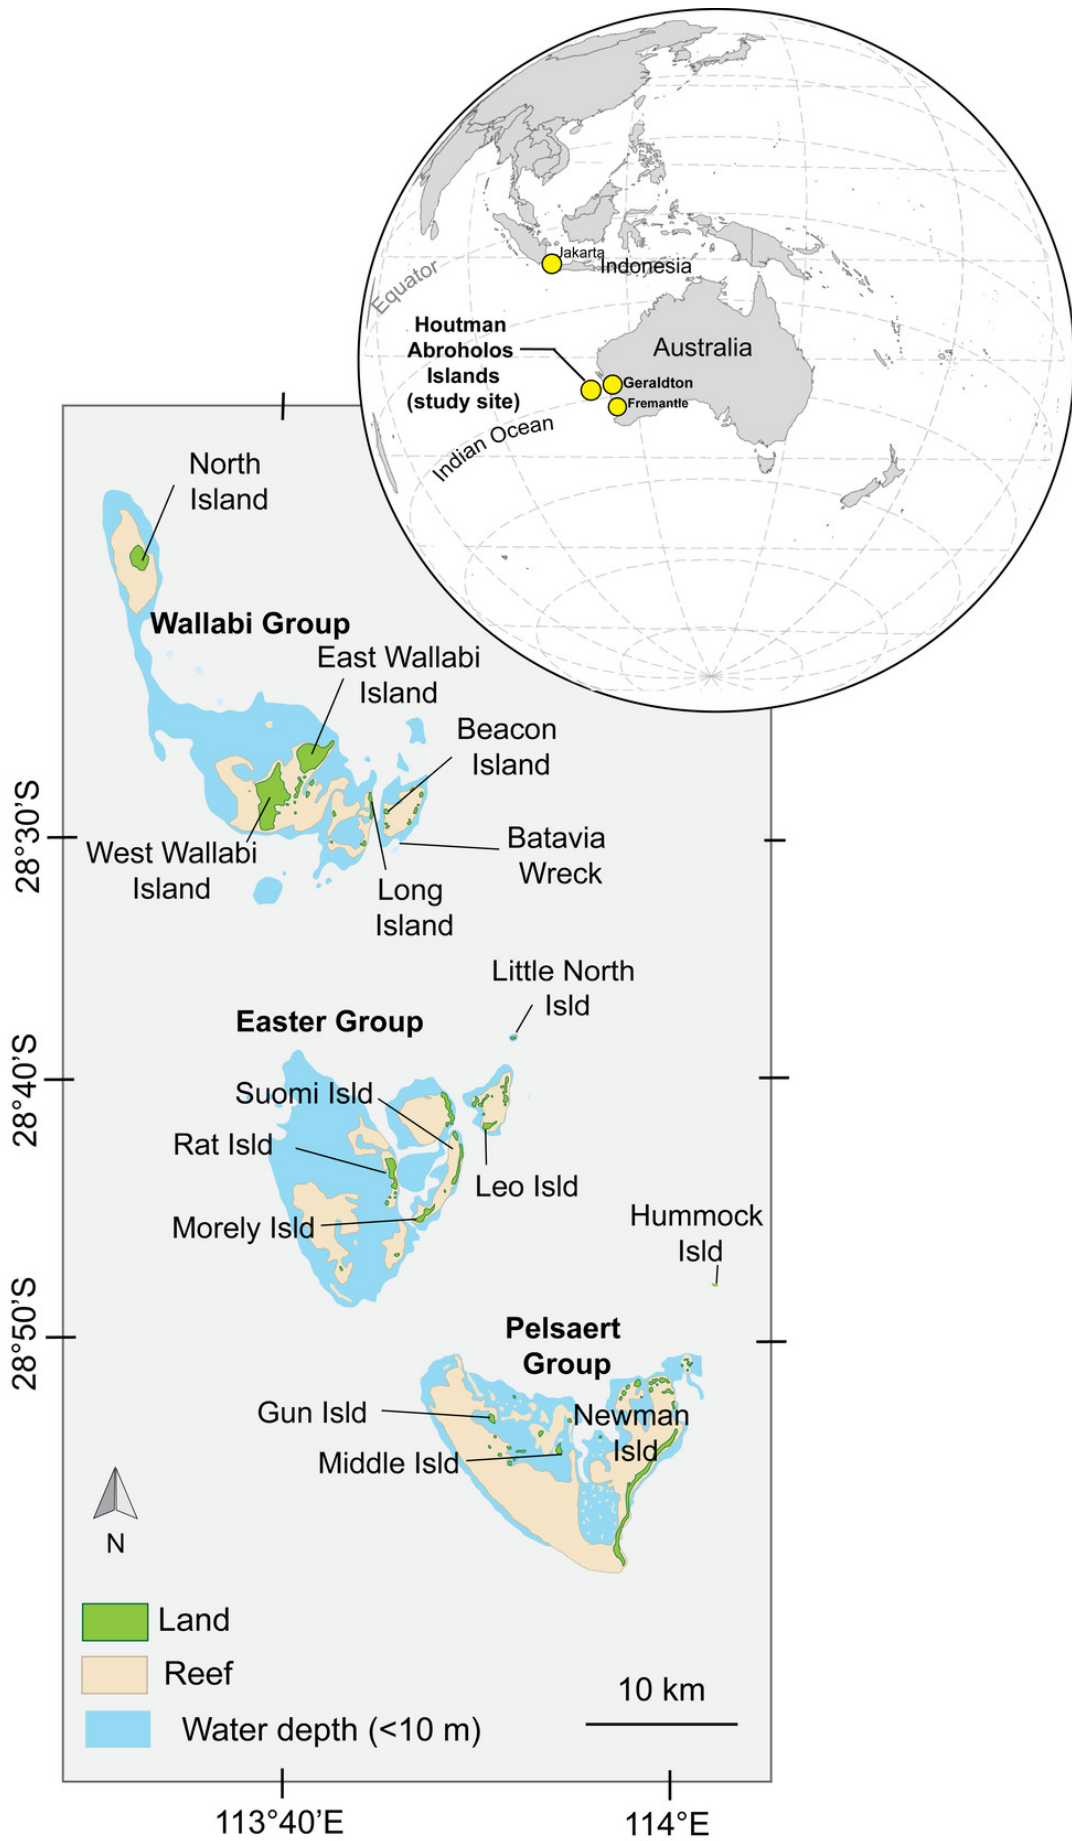 Jakarta
Indonesia
Equator
Houtman
Abroholos
Islands
(study site)
Australia
Geraldton
Fremantle
Indian Ocean
North
Island
Wallabi Group
East Wallabi
Island
Beacon
Island
28°30'S
West Wallabi
Island
Batavia
Wreck
Long
Island
Little North
Isld
Easter Group
28°40'S
Suomi Isld
Rat Isld
Leo Isld
Morely Isld
Hummock
Isld
28°50'S
Pelsaert
Group
Gun Isld
Newman
Isld
Middle Isld
N
Land
Reef
Water depth (<10 m)
10 km
113°40'E
114°E